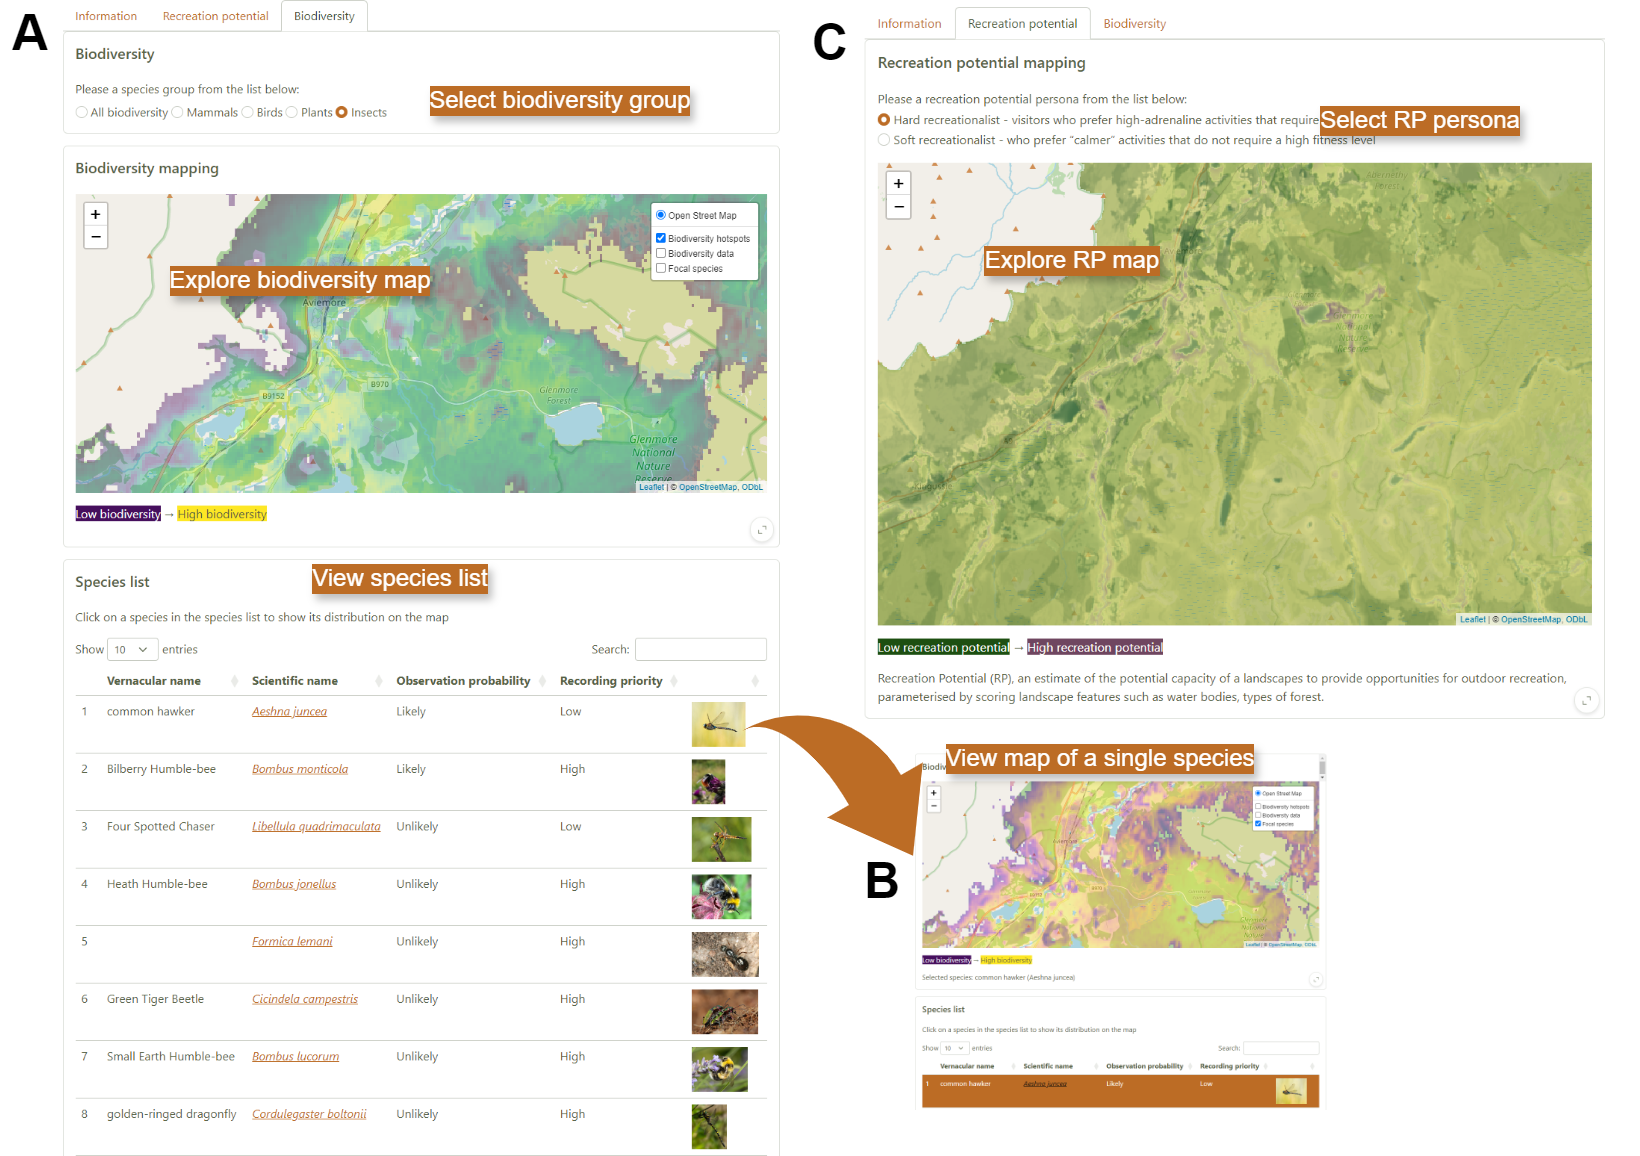 A
Information
Recreation potential
Biodiversity
Biodiversity
Please a species group from the list below:
All biodiversity Mammals Birds Plants Insects
Select biodiversity group
Biodiversity mapping
+
−
Open Street Map
Biodiversity hotspots
Biodiversity data
Focal species
Explore biodiversity map
Aviemore
B970
B9152
Glenmore
Forest
Glenmore
National
Nature
Reserve
Leaflet | © OpenStreetMap, ODbL
Low biodiversity → High biodiversity
Species list
View species list
Click on a species in the species list to show its distribution on the map
Show 10 entries
Search:
Vernacular name Scientific name Observation probability Recording priority
1 common hawker Aeshna juncea Likely Low
2 Bilberry Humble-bee Bombus monticola Likely High
3 Four Spotted Chaser Libellula quadrimaculata Unlikely Low
4 Heath Humble-bee Bombus jonellus Unlikely High
5 Formica lemani Unlikely High
6 Green Tiger Beetle Cicindela campestris Unlikely High
7 Small Earth Humble-bee Bombus lucorum Unlikely High
8 golden-ringed dragonfly Cordulegaster boltonii Unlikely High
C
Information
Recreation potential
Biodiversity
Recreation potential mapping
Please a recreation potential persona from the list below:
Hard recreationalist - visitors who prefer high-adrenaline activities that require
Select RP persona
Soft recreationalist - who prefer "calmer" activities that do not require a high fitness level
+
−
Explore RP map
Glenmore
National
Nature
Leaflet | © OpenStreetMap, ODbL
Low recreation potential → High recreation potential
Recreation Potential (RP), an estimate of the potential capacity of a landscapes to provide opportunities for outdoor recreation,
parameterised by scoring landscape features such as water bodies, types of forest.
B
View map of a single species
Biodiv
+
−
Open Street Map
Biodiversity hotspots
Biodiversity data
Focal species
Leaflet | © OpenStreetMap, ODbL
Low biodiversity → High biodiversity
Selected species: common hawker (Aeshna juncea)
Species list
Click on a species in the species list to show its distribution on the map
Show 10 entries
Search:
Vernacular name Scientific name Observation probability Recording priority
1 common hawker Aeshna juncea Likely Low